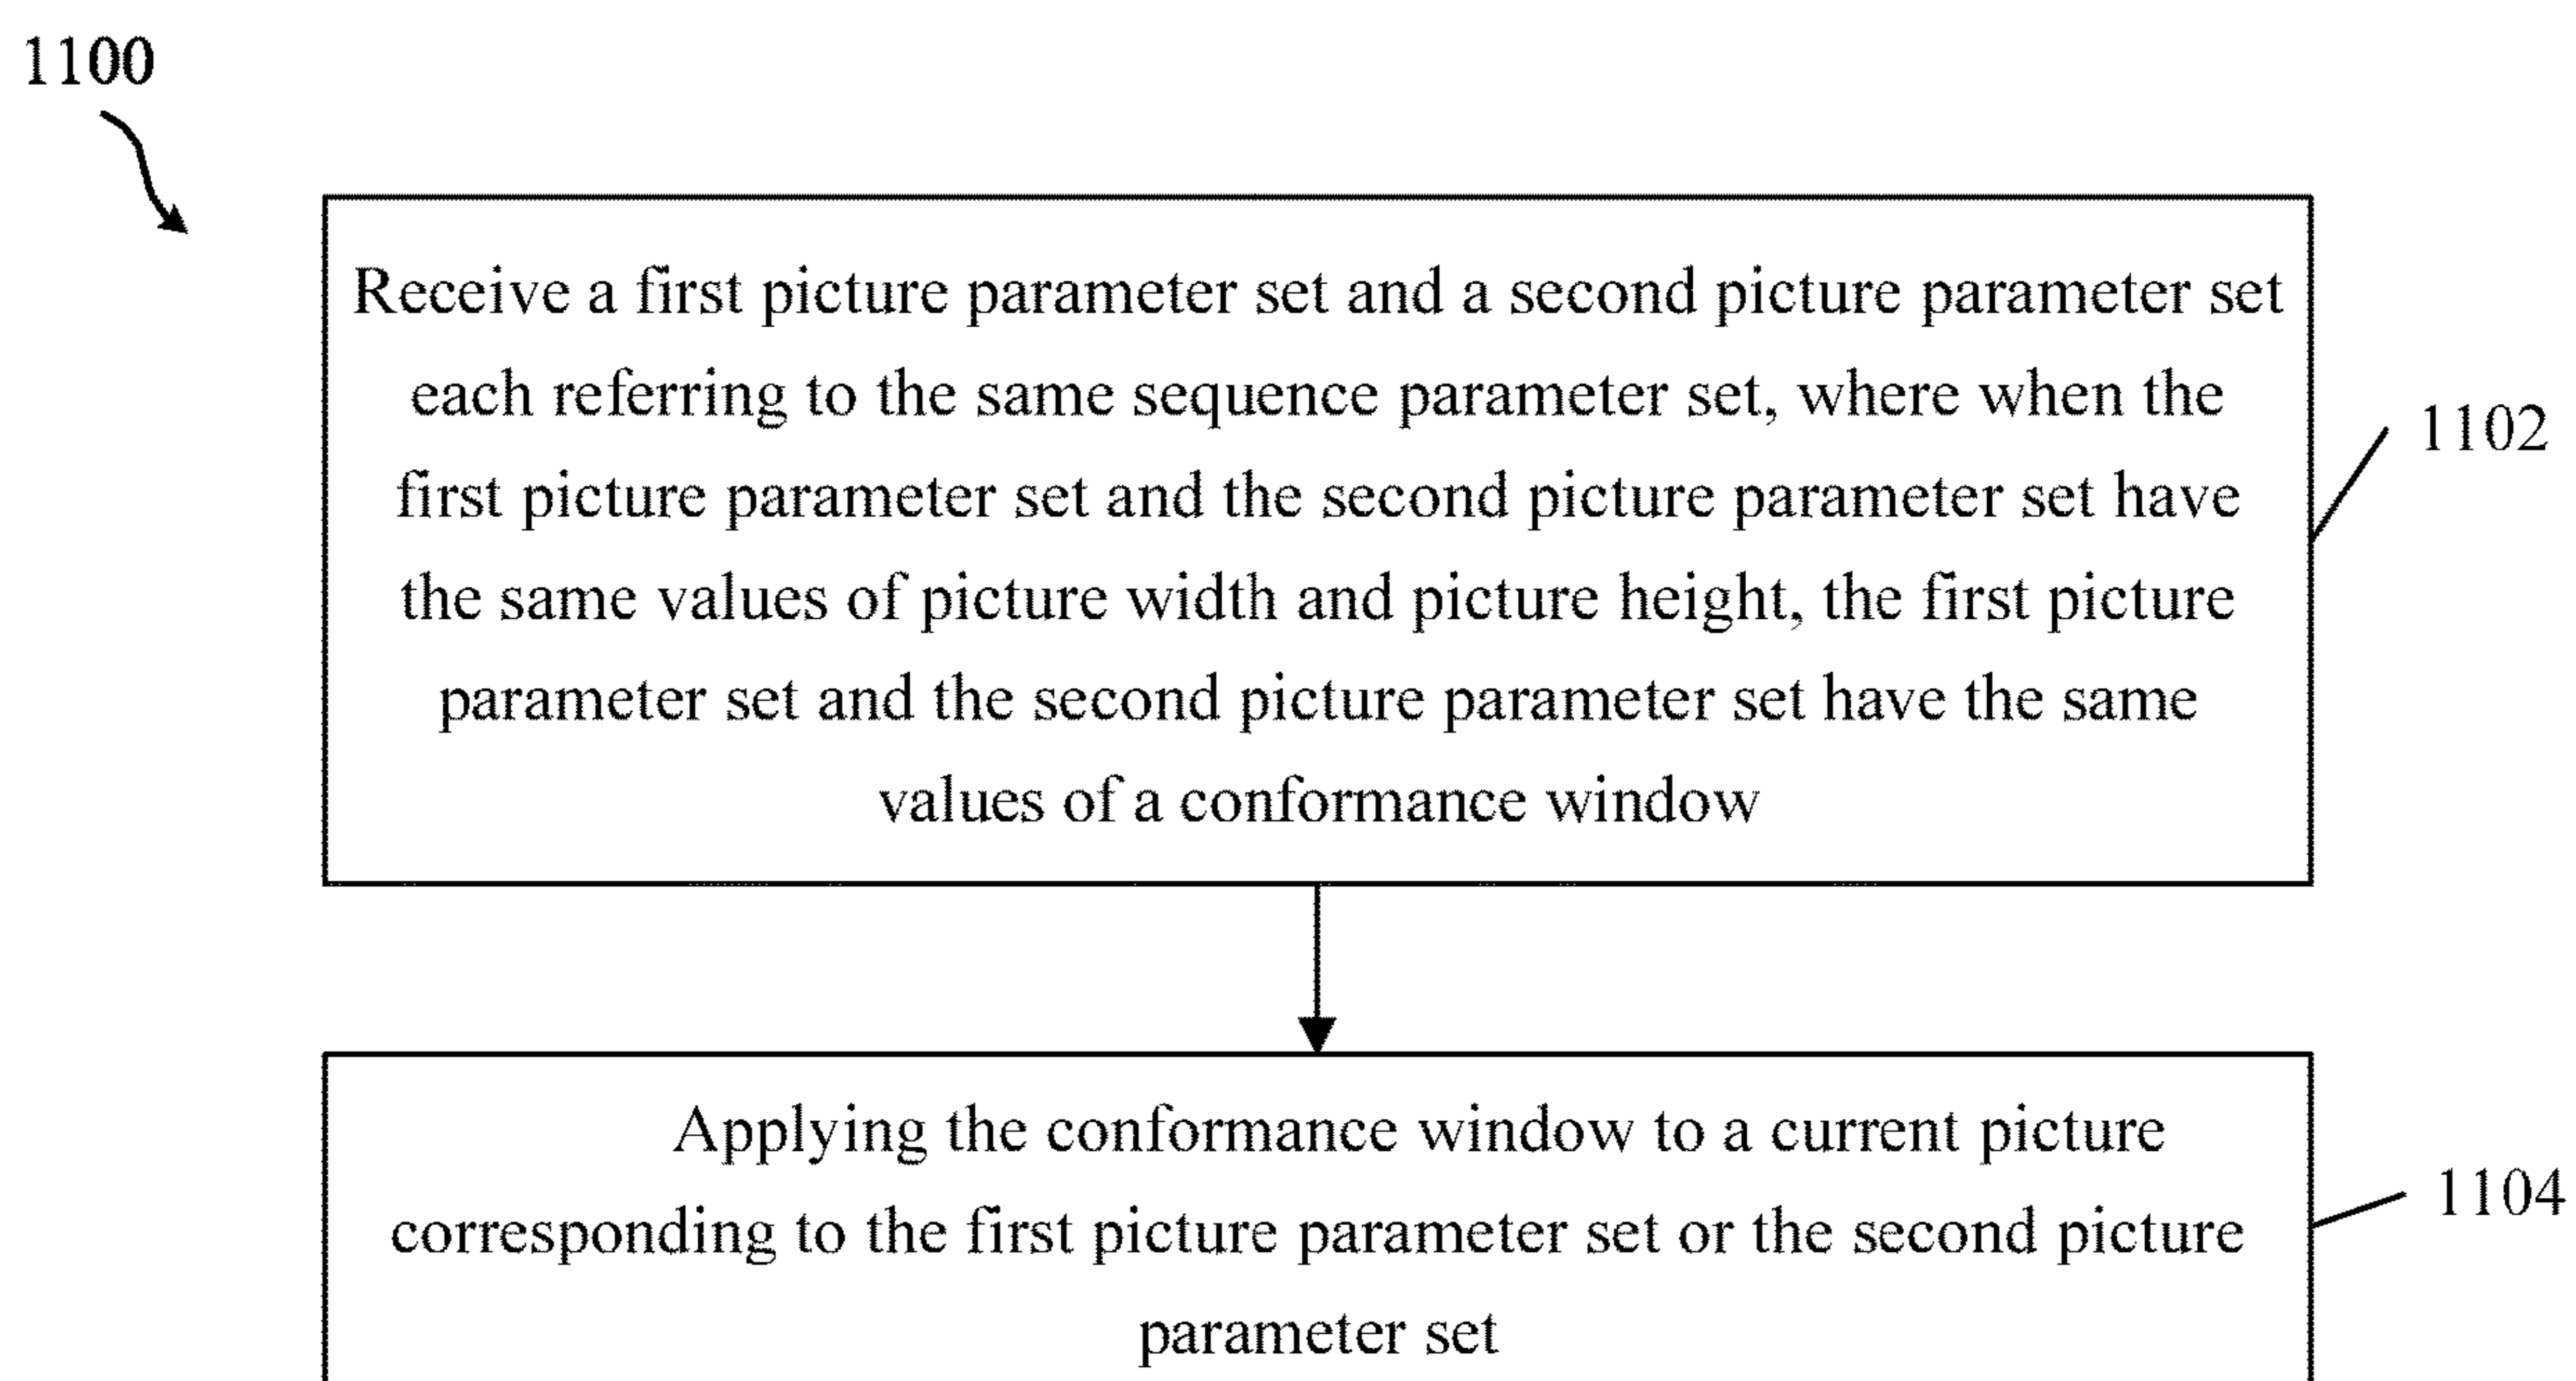 1100
Receive a first picture parameter set and a second picture parameter set
each referring to the same sequence parameter set, where when the
first picture parameter set and the second picture parameter set have
the same values of picture width and picture height, the first picture
parameter set and the second picture parameter set have the same
values of a conformance window
1102
Applying the conformance window to a current picture
corresponding to the first picture parameter set or the second picture
parameter set
1104